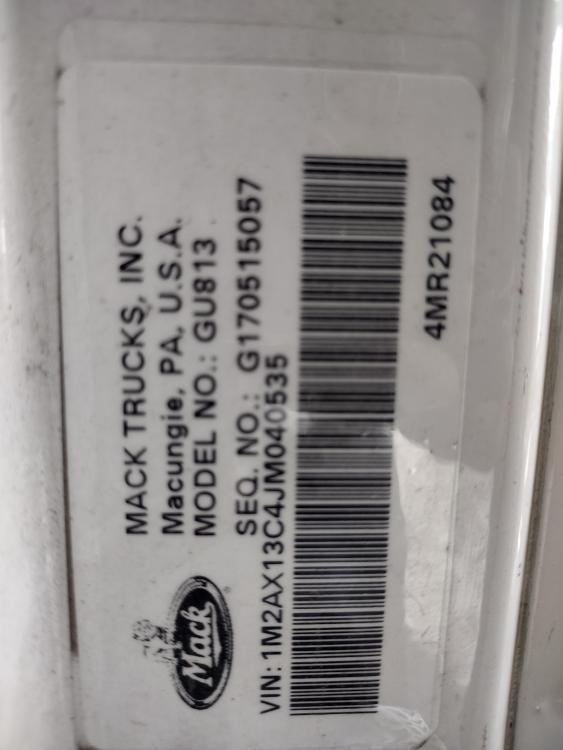 MACK TRUCKS, INC.
Macungie, PA, U.S.A.
MODEL NO.: GU813
SEQ. NO.: G170515057
Mack
VIN: 1M2AX13C4JM040535
4MR21084